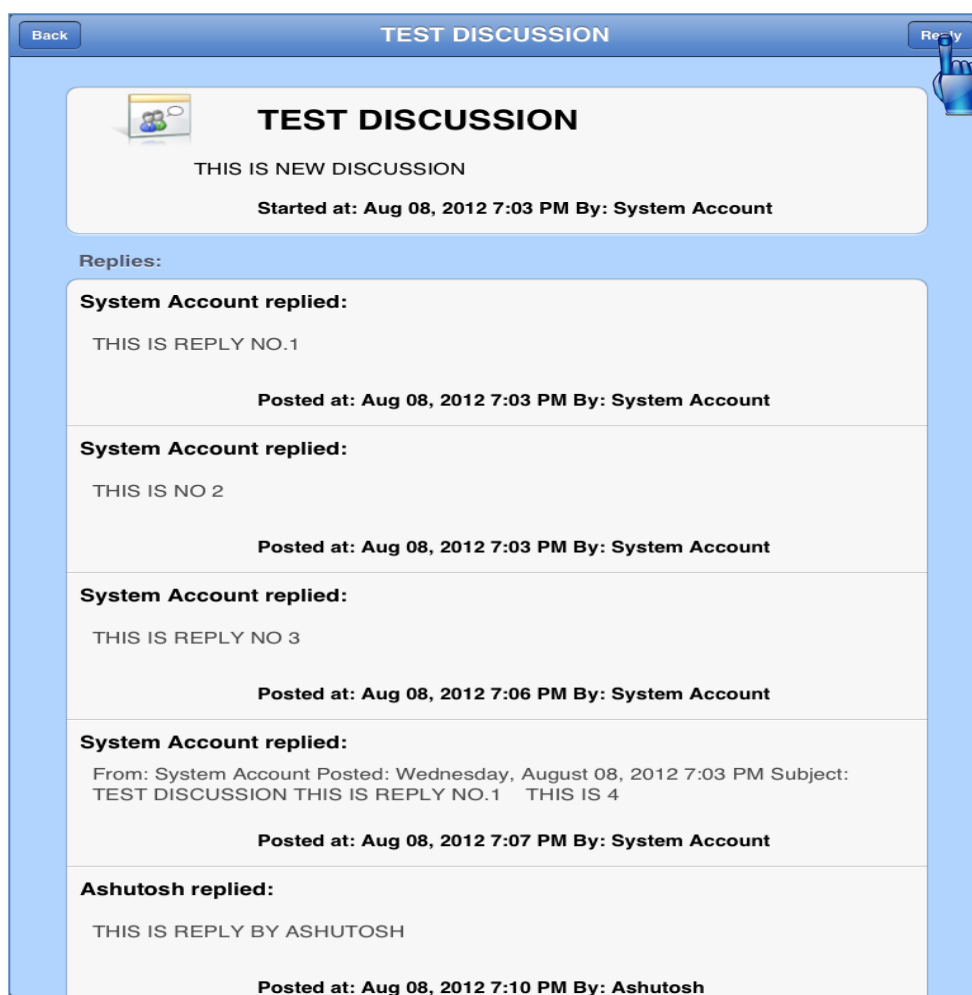 Back
TEST DISCUSSION
Reply
TEST DISCUSSION
THIS IS NEW DISCUSSION
Started at: Aug 08, 2012 7:03 PM By: System Account
Replies:
System Account replied:
THIS IS REPLY NO.1
Posted at: Aug 08, 2012 7:03 PM By: System Account
System Account replied:
THIS IS NO 2
Posted at: Aug 08, 2012 7:03 PM By: System Account
System Account replied:
THIS IS REPLY NO 3
Posted at: Aug 08, 2012 7:06 PM By: System Account
System Account replied:
From: System Account Posted: Wednesday, August 08, 2012 7:03 PM Subject:
TEST DISCUSSION THIS IS REPLY NO.1 THIS IS 4
Posted at: Aug 08, 2012 7:07 PM By: System Account
Ashutosh replied:
THIS IS REPLY BY ASHUTOSH
Posted at: Aug 08, 2012 7:10 PM By: Ashutosh